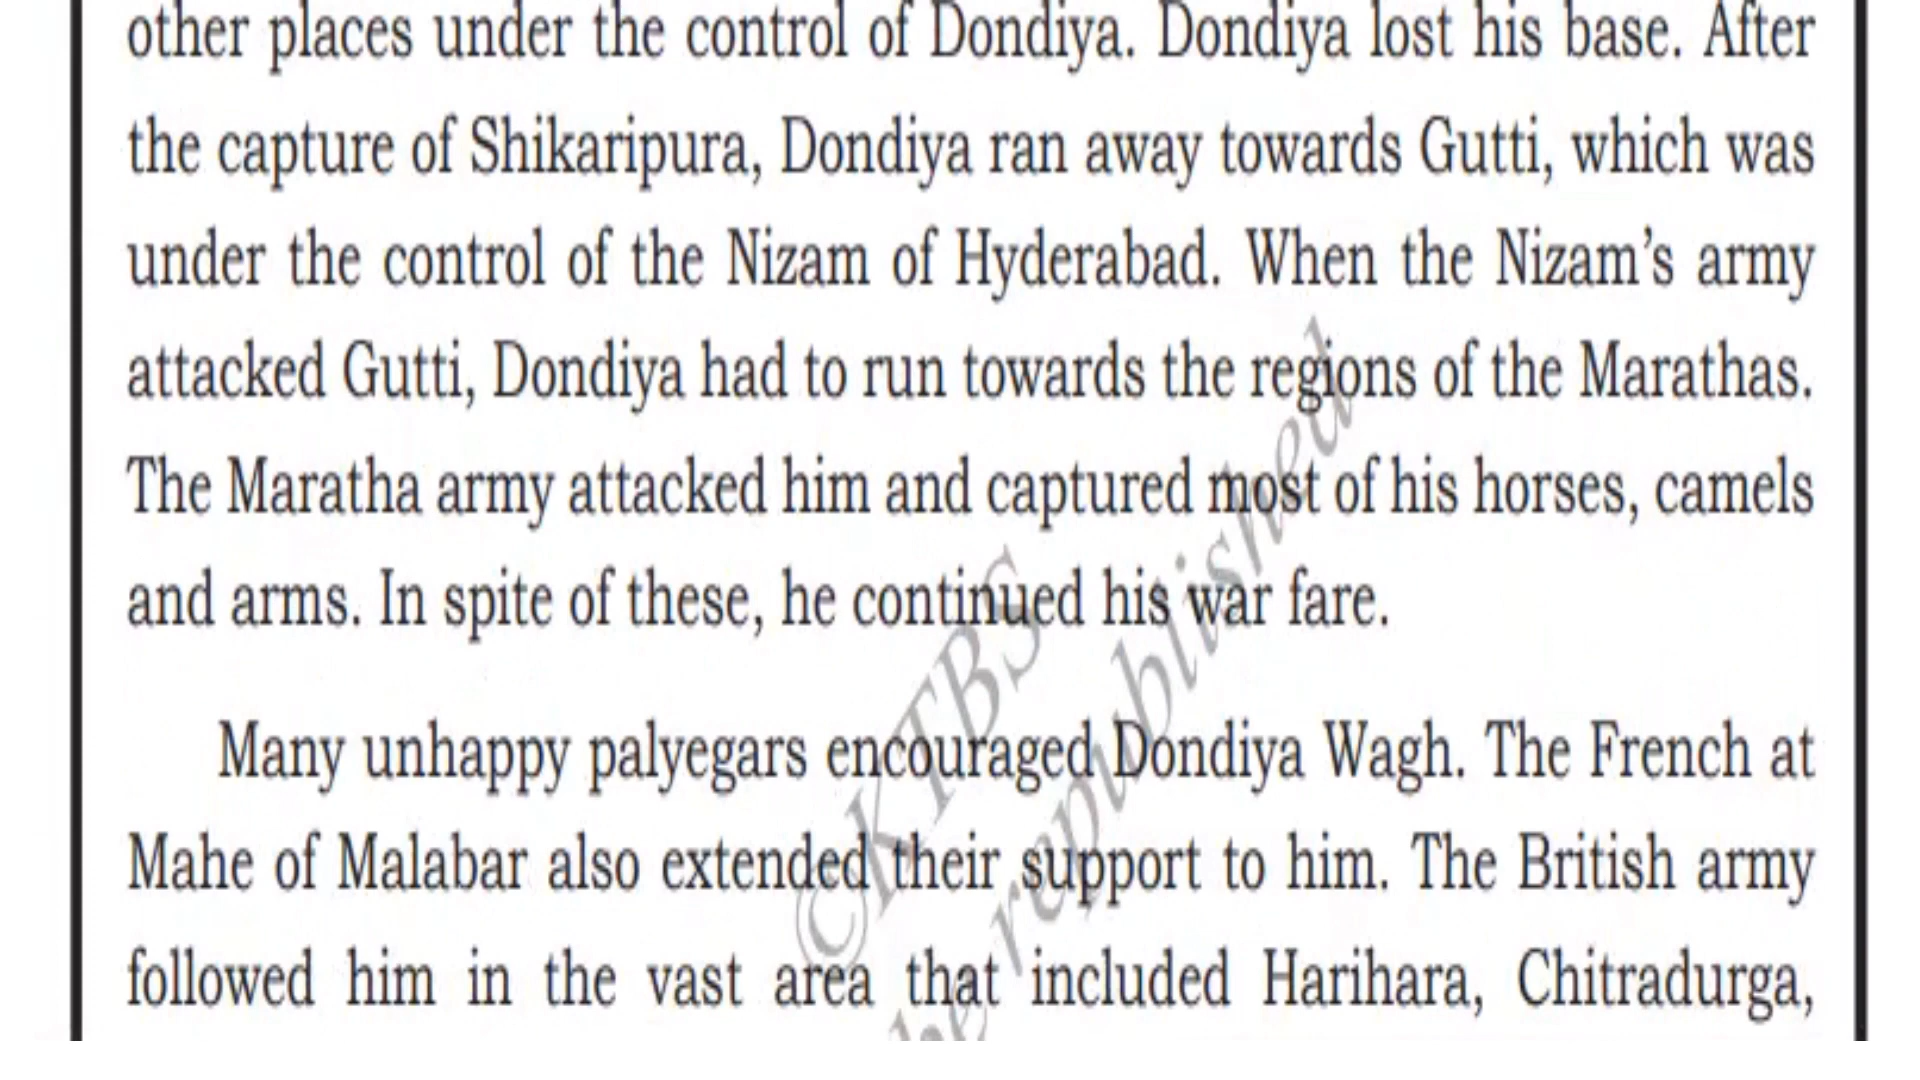 other places under the control of Dondiya. Dondiya lost his base. After
the capture of Shikaripura, Dondiya ran away towards Gutti, which was
under the control of the Nizam of Hyderabad. When the Nizam’s army
attacked Gutti, Dondiya had to run towards the regions of the Marathas.
The Maratha army attacked him and captured most of his horses, camels
and arms. In spite of these, he continued his war fare.
Many unhappy palyegars encouraged Dondiya Wagh. The French at
Mahe of Malabar also extended their support to him. The British army
followed him in the vast area that included Harihara, Chitradurga,
©KTBS
be republished